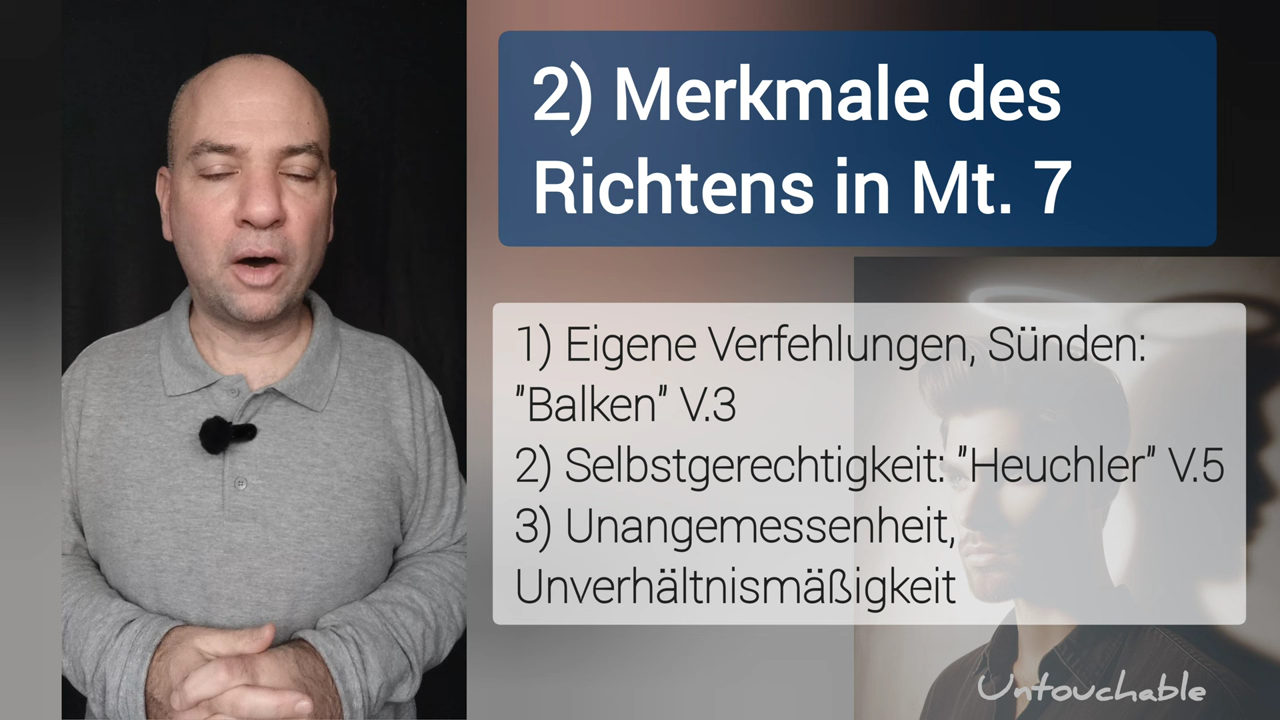 2) Merkmale des
Richtens in Mt. 7
1) Eigene Verfehlungen, Sünden:
"Balken" V.3
2) Selbstgerechtigkeit: "Heuchler" V.5
3) Unangemessenheit,
Unverhältnismäßigkeit
Untouchable